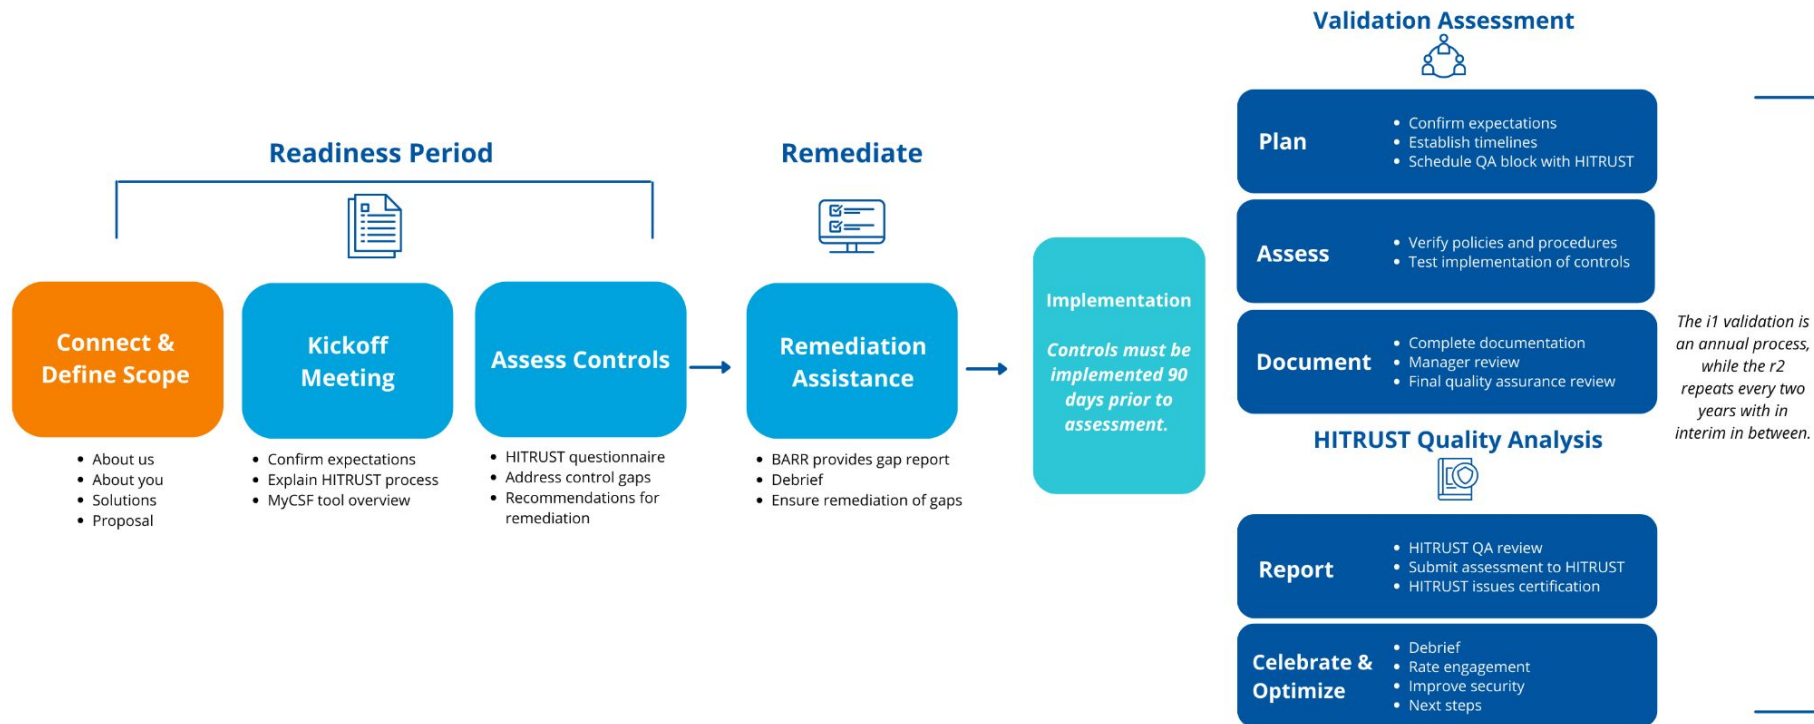 Readiness Period
Connect &
Define Scope
• About us
• About you
• Solutions
• Proposal
Kickoff
Meeting
• Confirm expectations
• Explain HITRUST process
• MyCSF tool overview
Assess Controls
• HITRUST questionnaire
• Address control gaps
• Recommendations for
remediation
Remediate
Remediation
Assistance
• BARR provides gap report
• Debrief
• Ensure remediation of gaps
Implementation
Controls must be
implemented 90
days prior to
assessment.
Validation Assessment
Plan
• Confirm expectations
• Establish timelines
• Schedule QA block with HITRUST
Assess
• Verify policies and procedures
• Test implementation of controls
Document
• Complete documentation
• Manager review
• Final quality assurance review
HITRUST Quality Analysis
Report
• HITRUST QA review
• Submit assessment to HITRUST
• HITRUST issues certification
Celebrate &
Optimize
• Debrief
• Rate engagement
• Improve security
• Next steps
The i1 validation is
an annual process,
while the r2
repeats every two
years with in
interim in between.